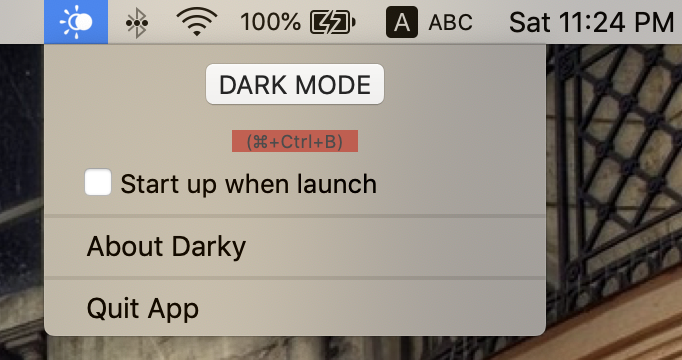 100% A ABC Sat 11:24 PM
DARK MODE
(⌘+Ctrl+B)
Start up when launch
About Darky
Quit App